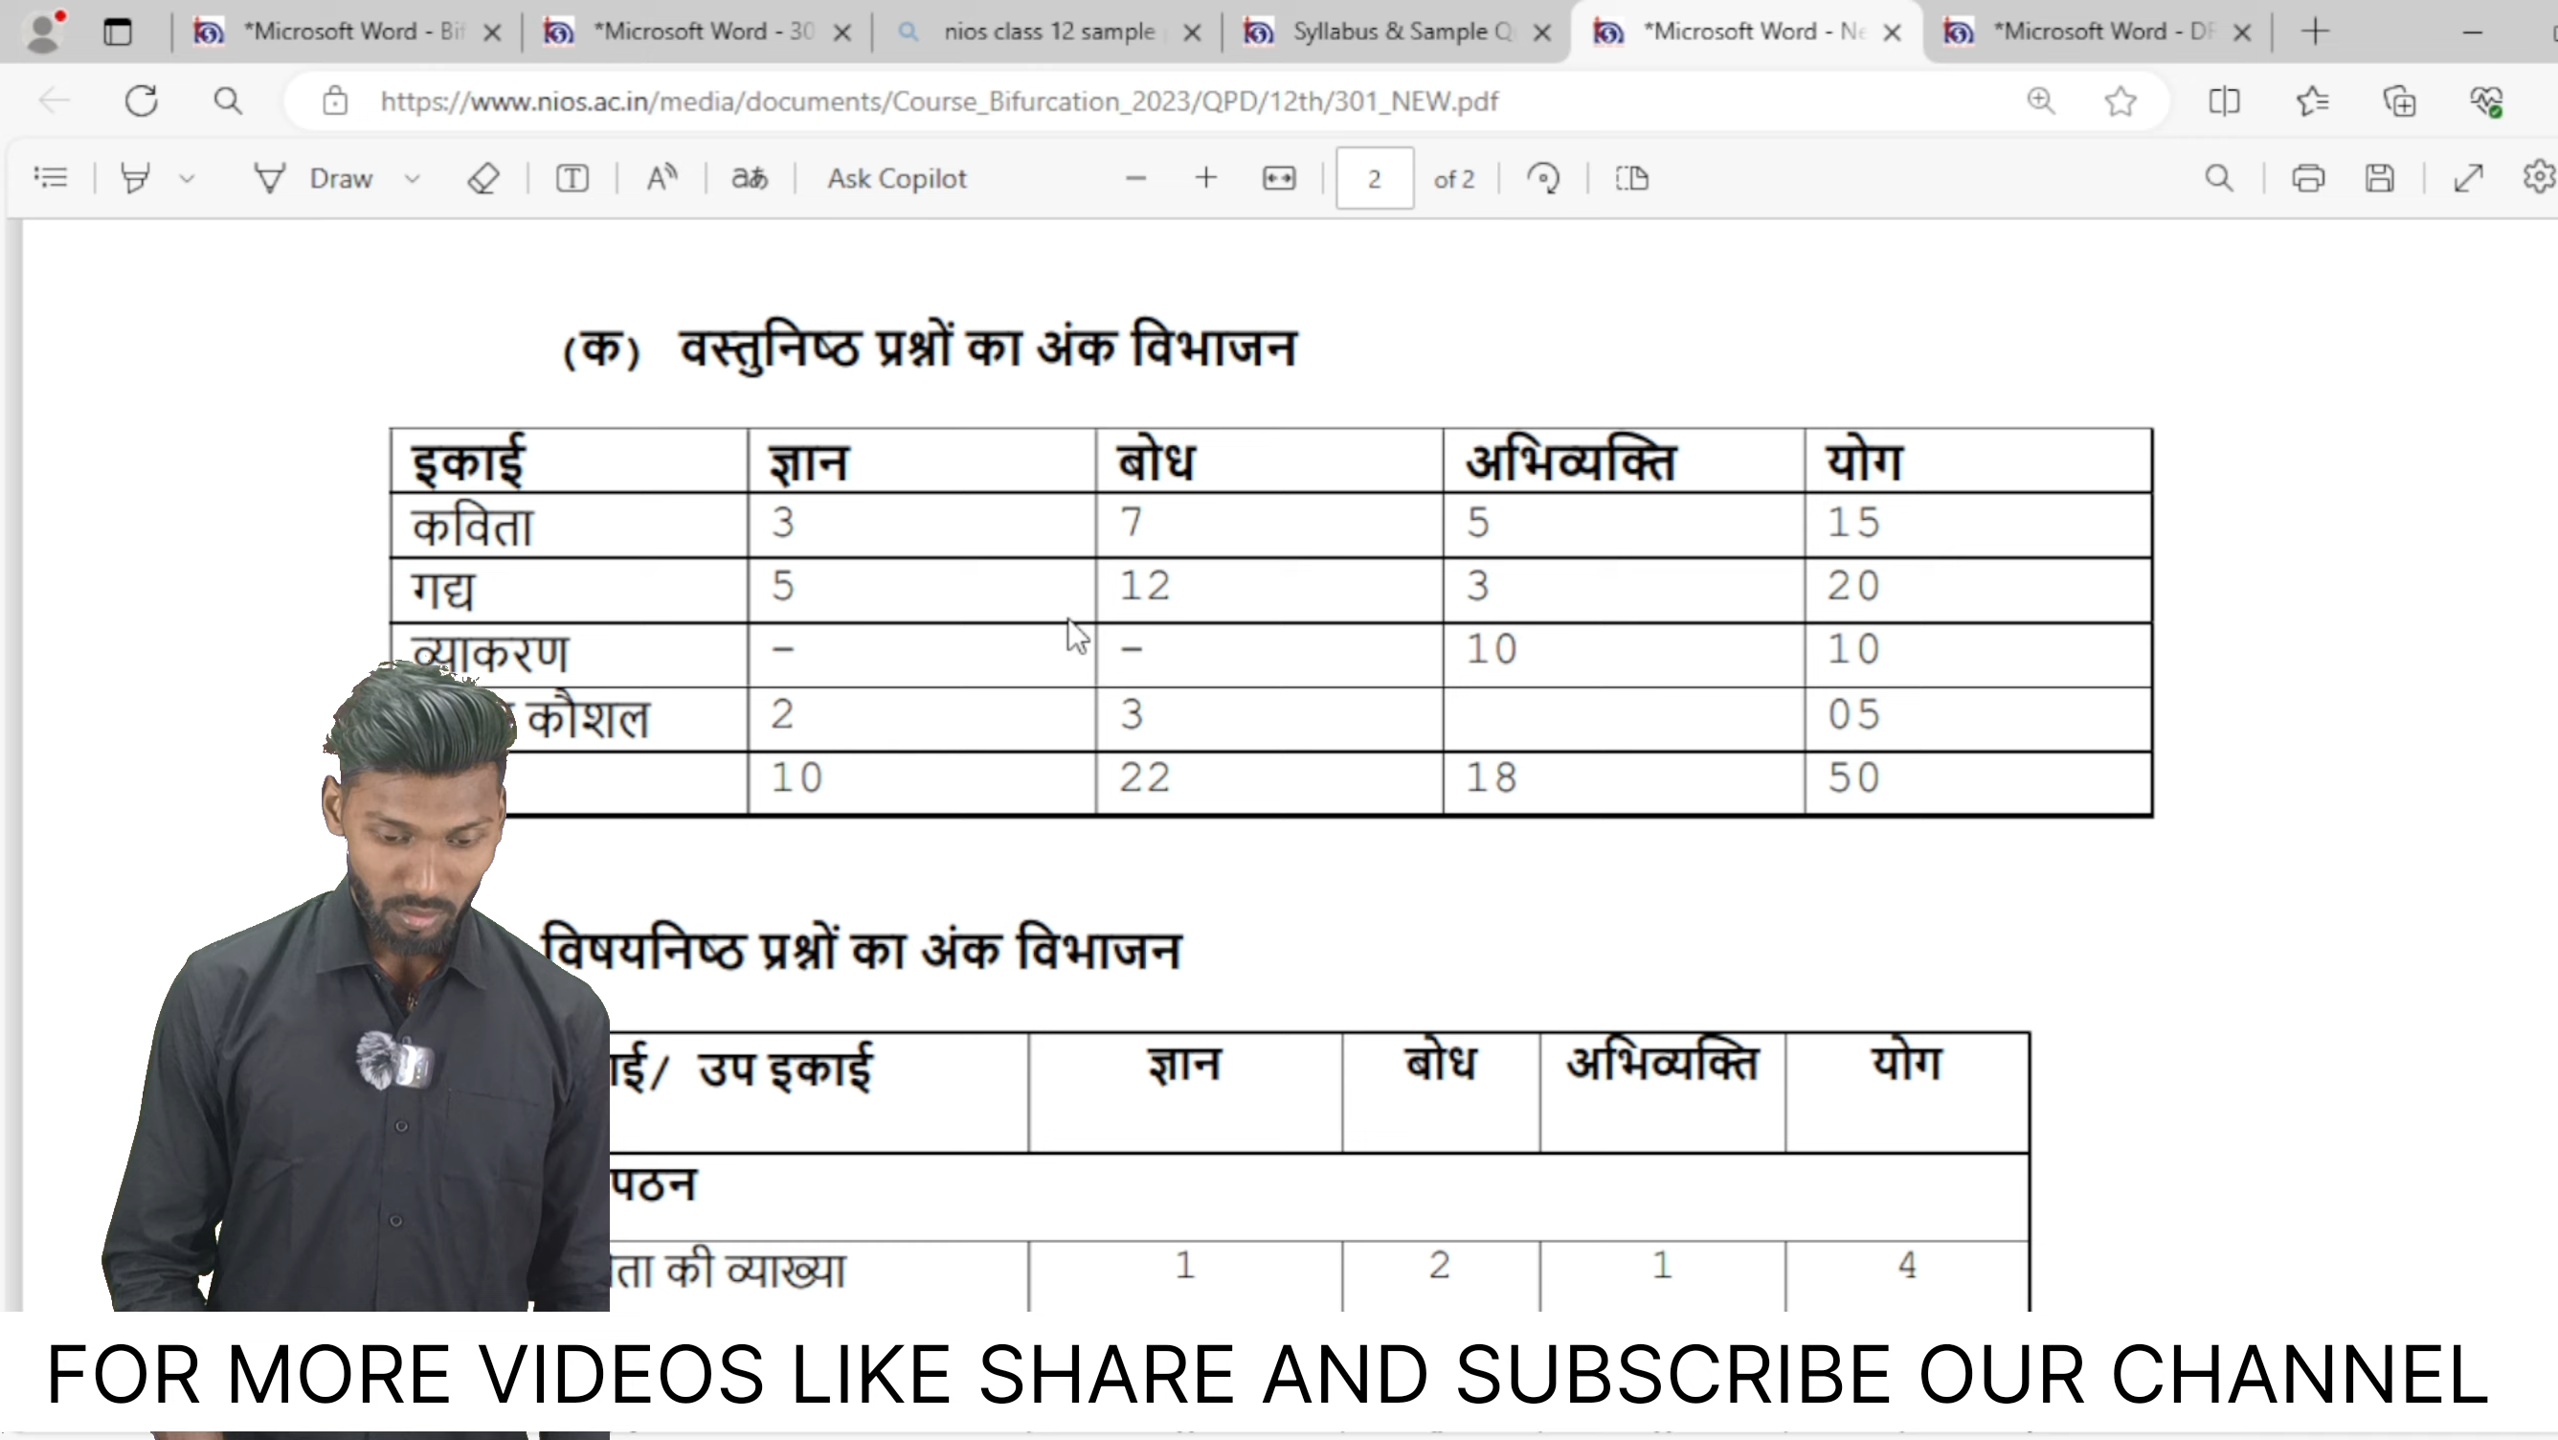 *Microsoft Word - Bif
*Microsoft Word - 30
nios class 12 sample
Syllabus & Sample Q
*Microsoft Word - Ne
*Microsoft Word - DF
https://www.nios.ac.in/media/documents/Course_Bifurcation_2023/QPD/12th/301_NEW.pdf
Draw
Ask Copilot
2 of 2
(क) वस्तुनिष्ठ प्रश्नों का अंक विभाजन
इकाई ज्ञान बोध अभिव्यक्ति योग
कविता 3 7 5 15
गद्य 5 12 3 20
व्याकरण - - 10 10
कौशल 2 3 05
10 22 18 50
विषयनिष्ठ प्रश्नों का अंक विभाजन
ई/ उप इकाई ज्ञान बोध अभिव्यक्ति योग
पठन
ता की व्याख्या 1 2 1 4
FOR MORE VIDEOS LIKE SHARE AND SUBSCRIBE OUR CHANNEL